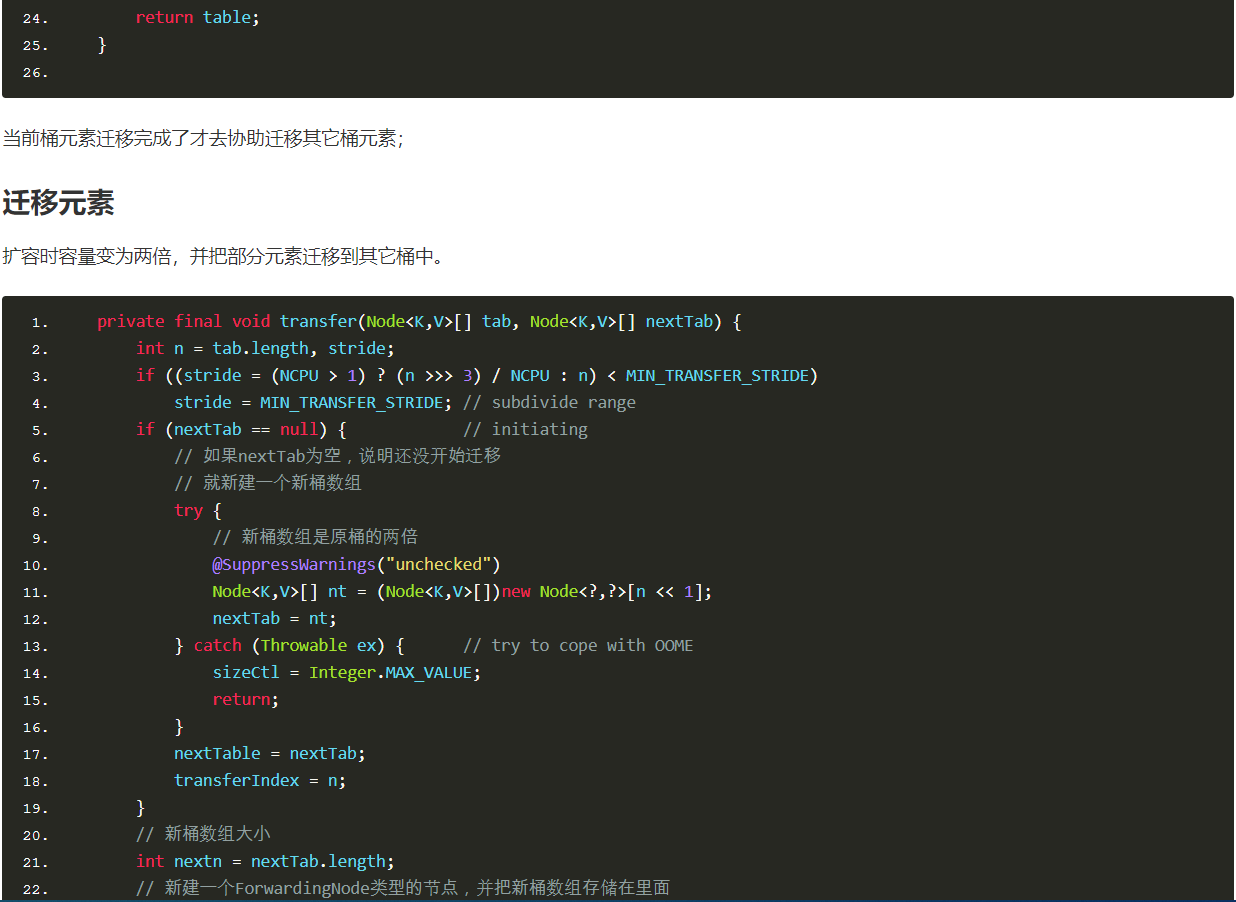 24.         return table;
25.     }
26.
当前桶元素迁移完成了才去协助迁移其它桶元素；
迁移元素
扩容时容量变为两倍，并把部分元素迁移到其它桶中。
1.     private final void transfer(Node<K,V>[] tab, Node<K,V>[] nextTab) {
2.         int n = tab.length, stride;
3.         if ((stride = (NCPU > 1) ? (n >>> 3) / NCPU : n) < MIN_TRANSFER_STRIDE)
4.             stride = MIN_TRANSFER_STRIDE; // subdivide range
5.         if (nextTab == null) {            // initiating
6.             // 如果nextTab为空，说明还没开始迁移
7.             // 就新建一个新桶数组
8.             try {
9.                 // 新桶数组是原桶的两倍
10.                 @SuppressWarnings("unchecked")
11.                 Node<K,V>[] nt = (Node<K,V>[])new Node<?,?>[n << 1];
12.                 nextTab = nt;
13.             } catch (Throwable ex) {      // try to cope with OOME
14.                 sizeCtl = Integer.MAX_VALUE;
15.                 return;
16.             }
17.             nextTable = nextTab;
18.             transferIndex = n;
19.         }
20.         // 新桶数组大小
21.         int nextn = nextTab.length;
22.         // 新建一个ForwardingNode类型的节点，并把新桶数组存储在里面